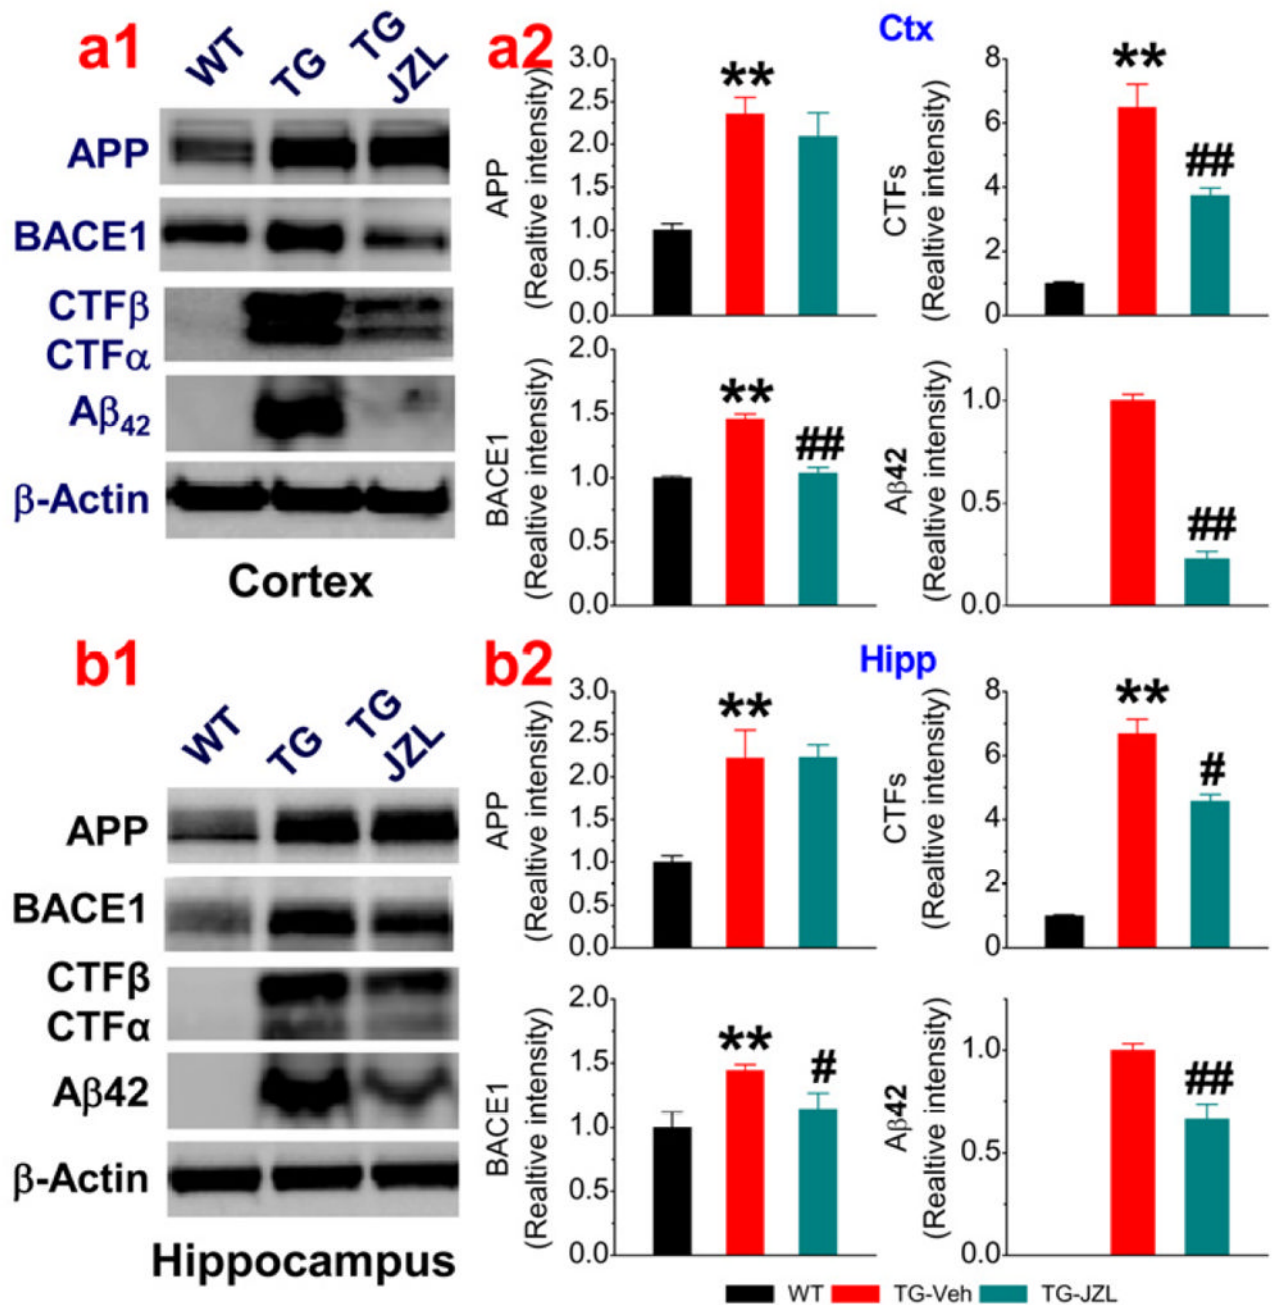 a1
WT
TG
TG
JZL
APP
BACE1
CTFβ
CTFα
Aβ42
β-Actin
Cortex
a2
Ctx
APP
(Realtive intensity)
3.0
2.5
2.0
1.5
1.0
0.5
0.0
**
CTFs
(Realtive intensity)
8
6
4
2
0
**
##
BACE1
(Realtive intensity)
2.0
1.5
1.0
0.5
0.0
**
##
Aβ42
(Realtive intensity)
1.0
0.5
0.0
##
b1
WT
TG
TG
JZL
APP
BACE1
CTFβ
CTFα
Aβ42
β-Actin
Hippocampus
b2
Hipp
APP
(Realtive intensity)
3.0
2.5
2.0
1.5
1.0
0.5
0.0
**
CTFs
(Realtive intensity)
8
6
4
2
0
**
#
BACE1
(Realtive intensity)
2.0
1.5
1.0
0.5
0.0
**
#
Aβ42
(Realtive intensity)
1.0
0.5
0.0
##
WT TG-Veh TG-JZL